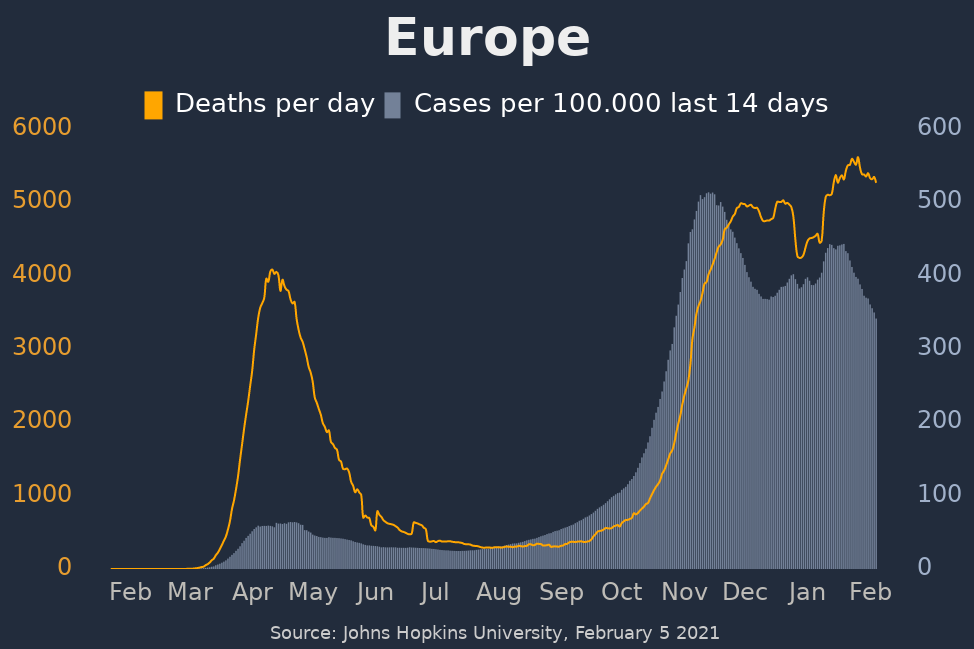 Europe
Deaths per day Cases per 100.000 last 14 days
6000 600
5000 500
4000 400
3000 300
2000 200
1000 100
0 0
Feb Mar Apr May Jun Jul Aug Sep Oct Nov Dec Jan Feb
Source: Johns Hopkins University, February 5 2021